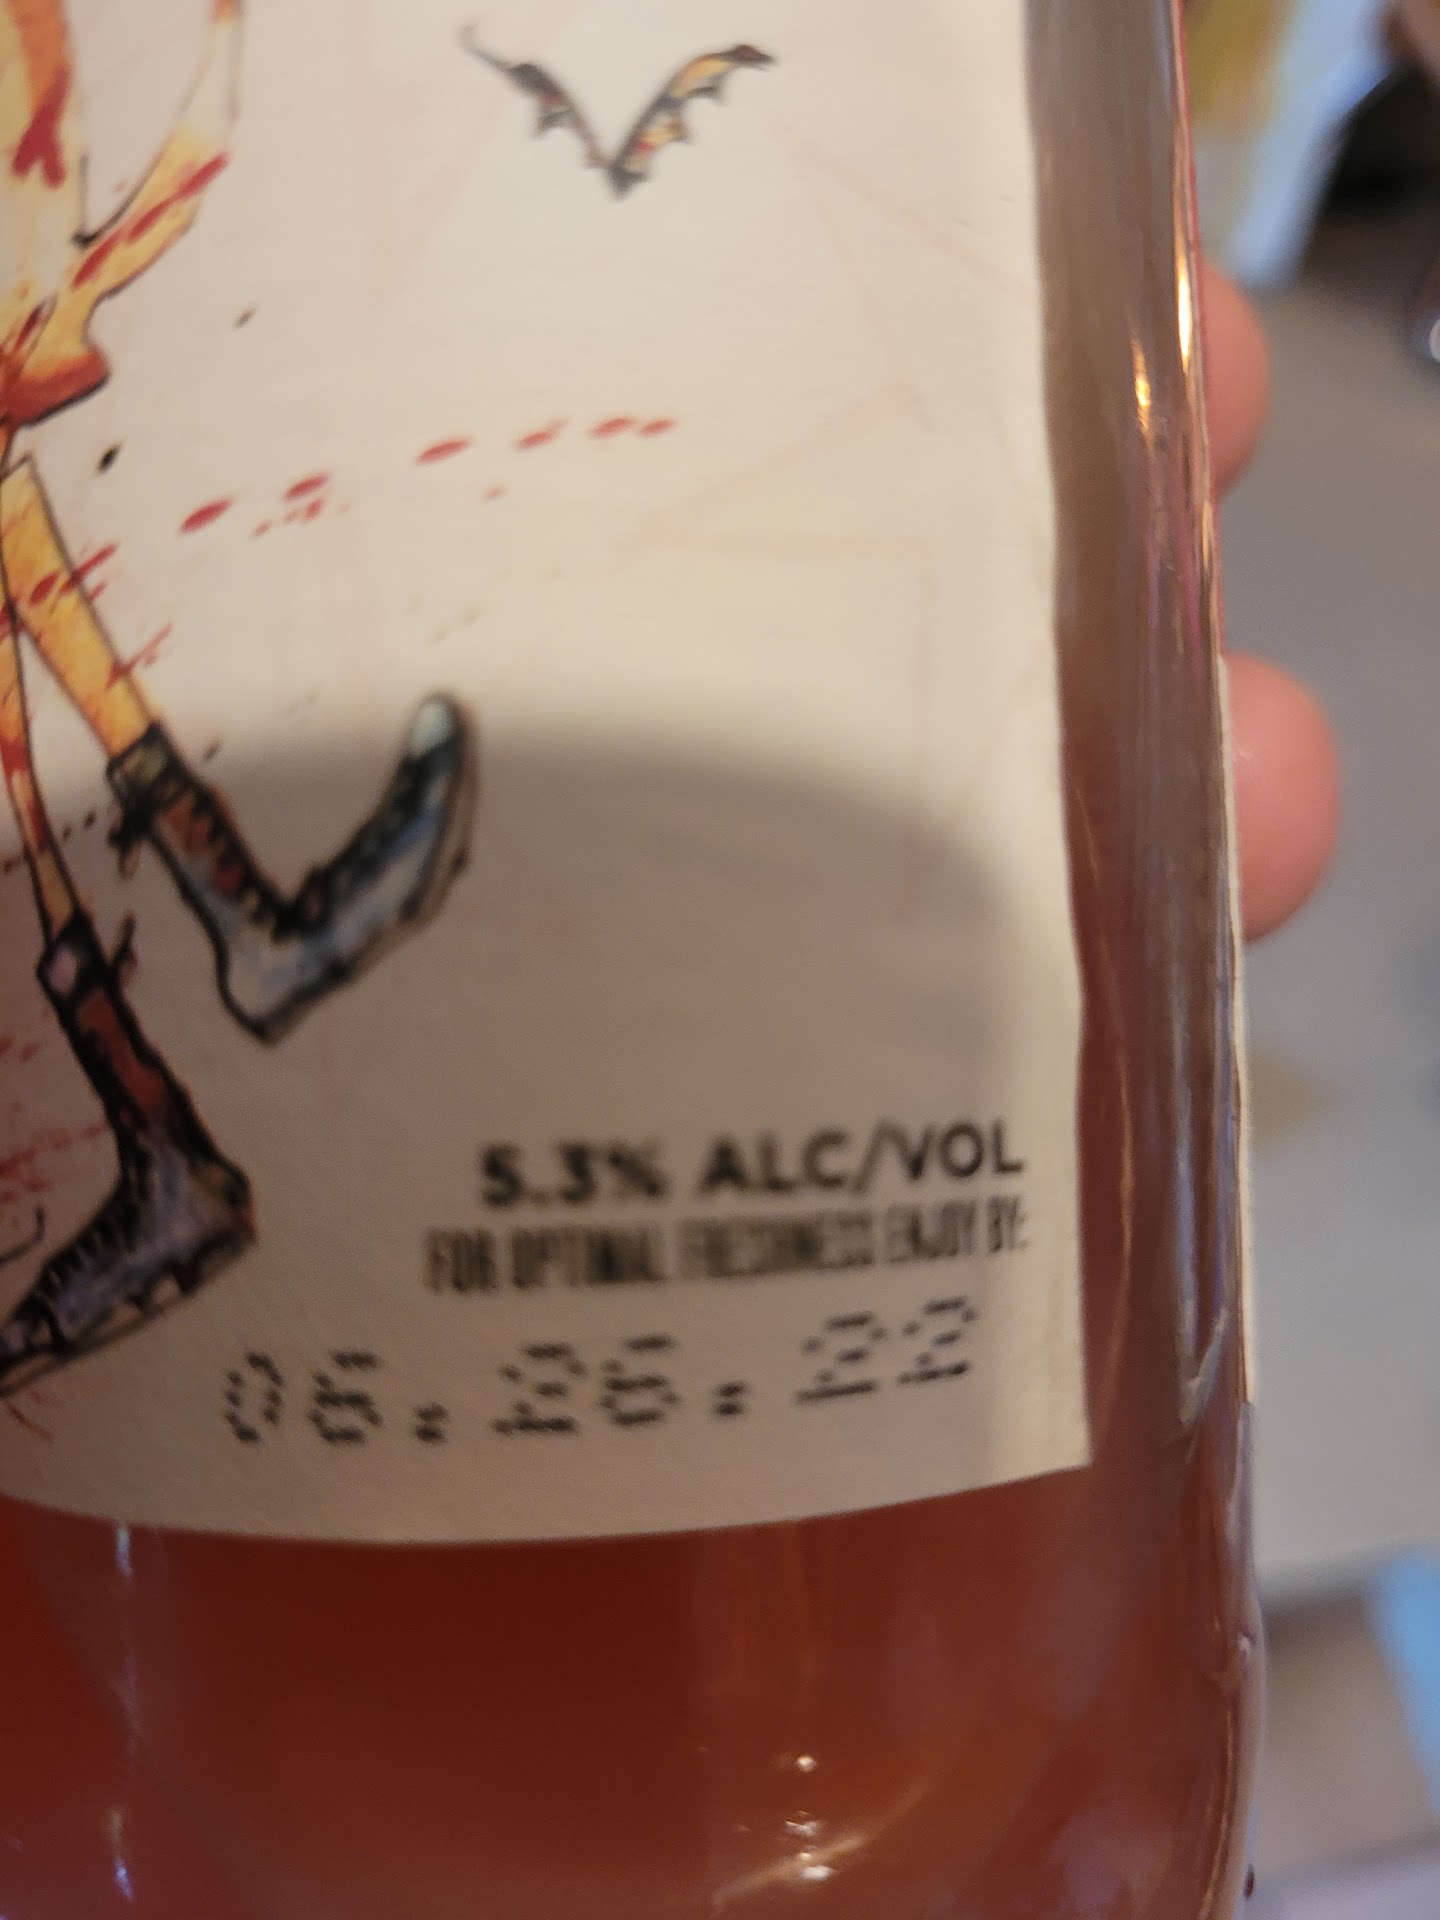 5.3% ALC/VOL
FOR OPTIMAL FRESHNESS ENJOY BY:
06.26.22